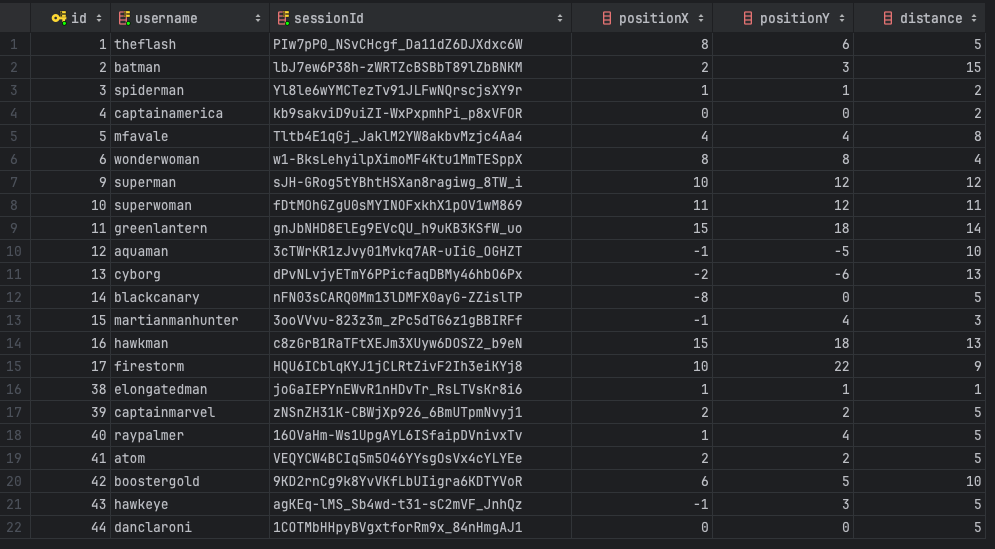 id username sessionId positionX positionY distance
1 1 theflash PIw7pP0_NSvCHcgf_Da11dZ6DJXdxc6W 8 6 5
2 2 batman lbJ7ew6P38h-zWRTZcBSBbT89lZbBNKM 2 3 15
3 3 spiderman Yl8le6wYMCTezTv91JLFwNQrscjsXY9r 1 1 2
4 4 captainamerica kb9sakviD9uiZI-WxPxpmhPi_p8xVFOR 0 0 2
5 5 mfavale Tltb4E1qGj_JaklM2YW8akbvMzjc4Aa4 4 4 8
6 6 wonderwoman w1-BksLehyilpXimoMF4Ktu1MmTESppX 8 8 4
7 9 superman sJH-GRog5tYBhtHSXan8ragiwg_8TW_i 10 12 12
8 10 superwoman fDtMOhGZgU0sMYINOFxkhX1pOV1wM869 11 12 11
9 11 greenlantern gnJbNHD8ElEg9EVcQU_h9uKB3KSfW_uo 15 18 14
10 12 aquaman 3cTWrKR1zJvy01Mvkq7AR-uIiG_OGHZT -1 -5 10
11 13 cyborg dPvNLvjyETmY6PPicfaqDBMy46hbO6Px -2 -6 13
12 14 blackcanary nFN03sCARQ0Mm13lDMFX0ayG-ZZislTP -8 0 5
13 15 martianmanhunter 3ooVVvu-823z3m_zPc5dTG6z1gBBIRFf -1 4 3
14 16 hawkman c8zGrB1RaTFtXEJm3XUyw6DOSZ2_b9eN 15 18 13
15 17 firestorm HQU6ICblqKYJ1jCLRtZivF2Ih3eiKYj8 10 22 9
16 38 elongatedman joGaIEPYnEWvR1nHDvTr_RsLTVsKr8i6 1 1 1
17 39 captainmarvel zNSnZH31K-CBWjXp926_6BmUTpmNvyj1 2 2 5
18 40 raypalmer 16OVaHm-Ws1UpgAYL6ISfaipDVnivxTv 1 4 5
19 41 atom VEQYCW4BCIq5m5O46YYsgOsVx4cYLYEe 2 2 5
20 42 boostergold 9KD2rnCg9k8YvVKfLbUIigra6KDTYVoR 6 5 10
21 43 hawkeye agKEq-lMS_Sb4wd-t31-sC2mVF_JnhQz -1 3 5
22 44 danclaroni 1COTMbHHpyBVgxtforRm9x_84nHmgAJ1 0 0 5